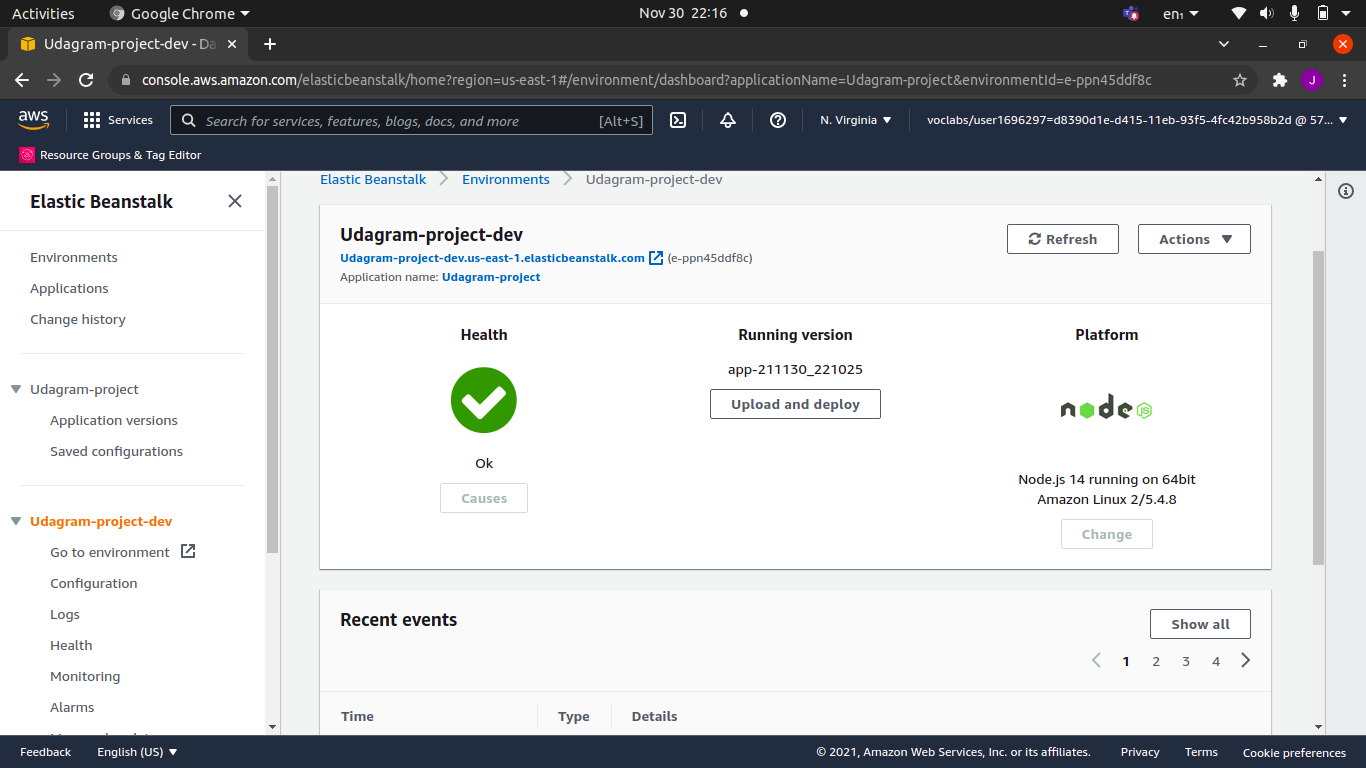 Activities
Google Chrome
Nov 30 22:16
en₁
Udagram-project-dev - Da
console.aws.amazon.com/elasticbeanstalk/home?region=us-east-1#/environment/dashboard?applicationName=Udagram-project&environmentId=e-ppn45ddf8c
J
aws
Services
Search for services, features, blogs, docs, and more
[Alt+S]
N. Virginia
voclabs/user1696297=d8390d1e-d415-11eb-93f5-4fc42b958b2d @ 57...
Resource Groups & Tag Editor
Elastic Beanstalk
Environments
Applications
Change history
Udagram-project
Application versions
Saved configurations
Udagram-project-dev
Go to environment
Configuration
Logs
Health
Monitoring
Alarms
Elastic Beanstalk
Environments
Udagram-project-dev
Udagram-project-dev
Udagram-project-dev.us-east-1.elasticbeanstalk.com (e-ppn45ddf8c)
Application name: Udagram-project
Refresh
Actions
Health
Ok
Causes
Running version
app-211130_221025
Upload and deploy
Platform
node JS
Node.js 14 running on 64bit
Amazon Linux 2/5.4.8
Change
Recent events
Show all
1 2 3 4
Time
Type
Details
Feedback
English (US)
© 2021, Amazon Web Services, Inc. or its affiliates.
Privacy
Terms
Cookie preferences